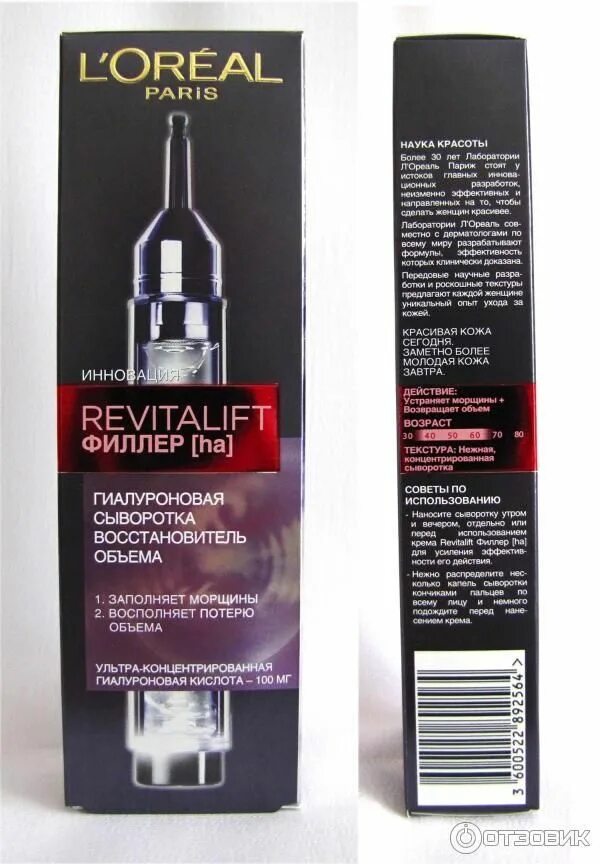 L'ORÉAL
PARiS
ИННОВАЦИЯ
REVITALIFT
ФИЛЛЕР [ha]
ГИАЛУРОНОВАЯ
СЫВОРОТКА
ВОССТАНОВИТЕЛЬ
ОБЪЕМА
1. ЗАПОЛНЯЕТ МОРЩИНЫ
2. ВОСПОЛНЯЕТ ПОТЕРЮ
ОБЪЕМА
УЛЬТРА-КОНЦЕНТРИРОВАННАЯ
ГИАЛУРОНОВАЯ КИСЛОТА – 100 МГ
НАУКА КРАСОТЫ
Более 30 лет Лаборатории
Л'Ореаль Париж стоят у
истоков главных иннова-
ционных разработок,
неизменно эффективных и
направленных на то, чтобы
сделать женщин красивее.
Лаборатории Л'Ореаль сов-
местно с дерматологами по
всему миру разрабатывают
формулы, эффективность
которых клинически доказана.
Передовые научные разра-
ботки и роскошные текстуры
предлагают каждой женщине
уникальный опыт ухода за
кожей.
КРАСИВАЯ КОЖА
СЕГОДНЯ.
ЗАМЕТНО БОЛЕЕ
МОЛОДАЯ КОЖА
ЗАВТРА.
ДЕЙСТВИЕ:
Устраняет морщины +
Возвращает объем
ВОЗРАСТ
30 40 50 60 70 80
ТЕКСТУРА: Нежная,
концентрированная
сыворотка
СОВЕТЫ ПО
ИСПОЛЬЗОВАНИЮ
- Наносите сыворотку утром
и вечером, отдельно или
перед использованием
крема Revitalift Филлер [ha]
для усиления эффективнос-
ти его действия.
- Нежно распределите нес-
колько капель сыворотки
кончиками пальцев по
всему лицу и немного
подождите перед нане-
сением крема.
3 600522 892564 >
ОТЗОВИК